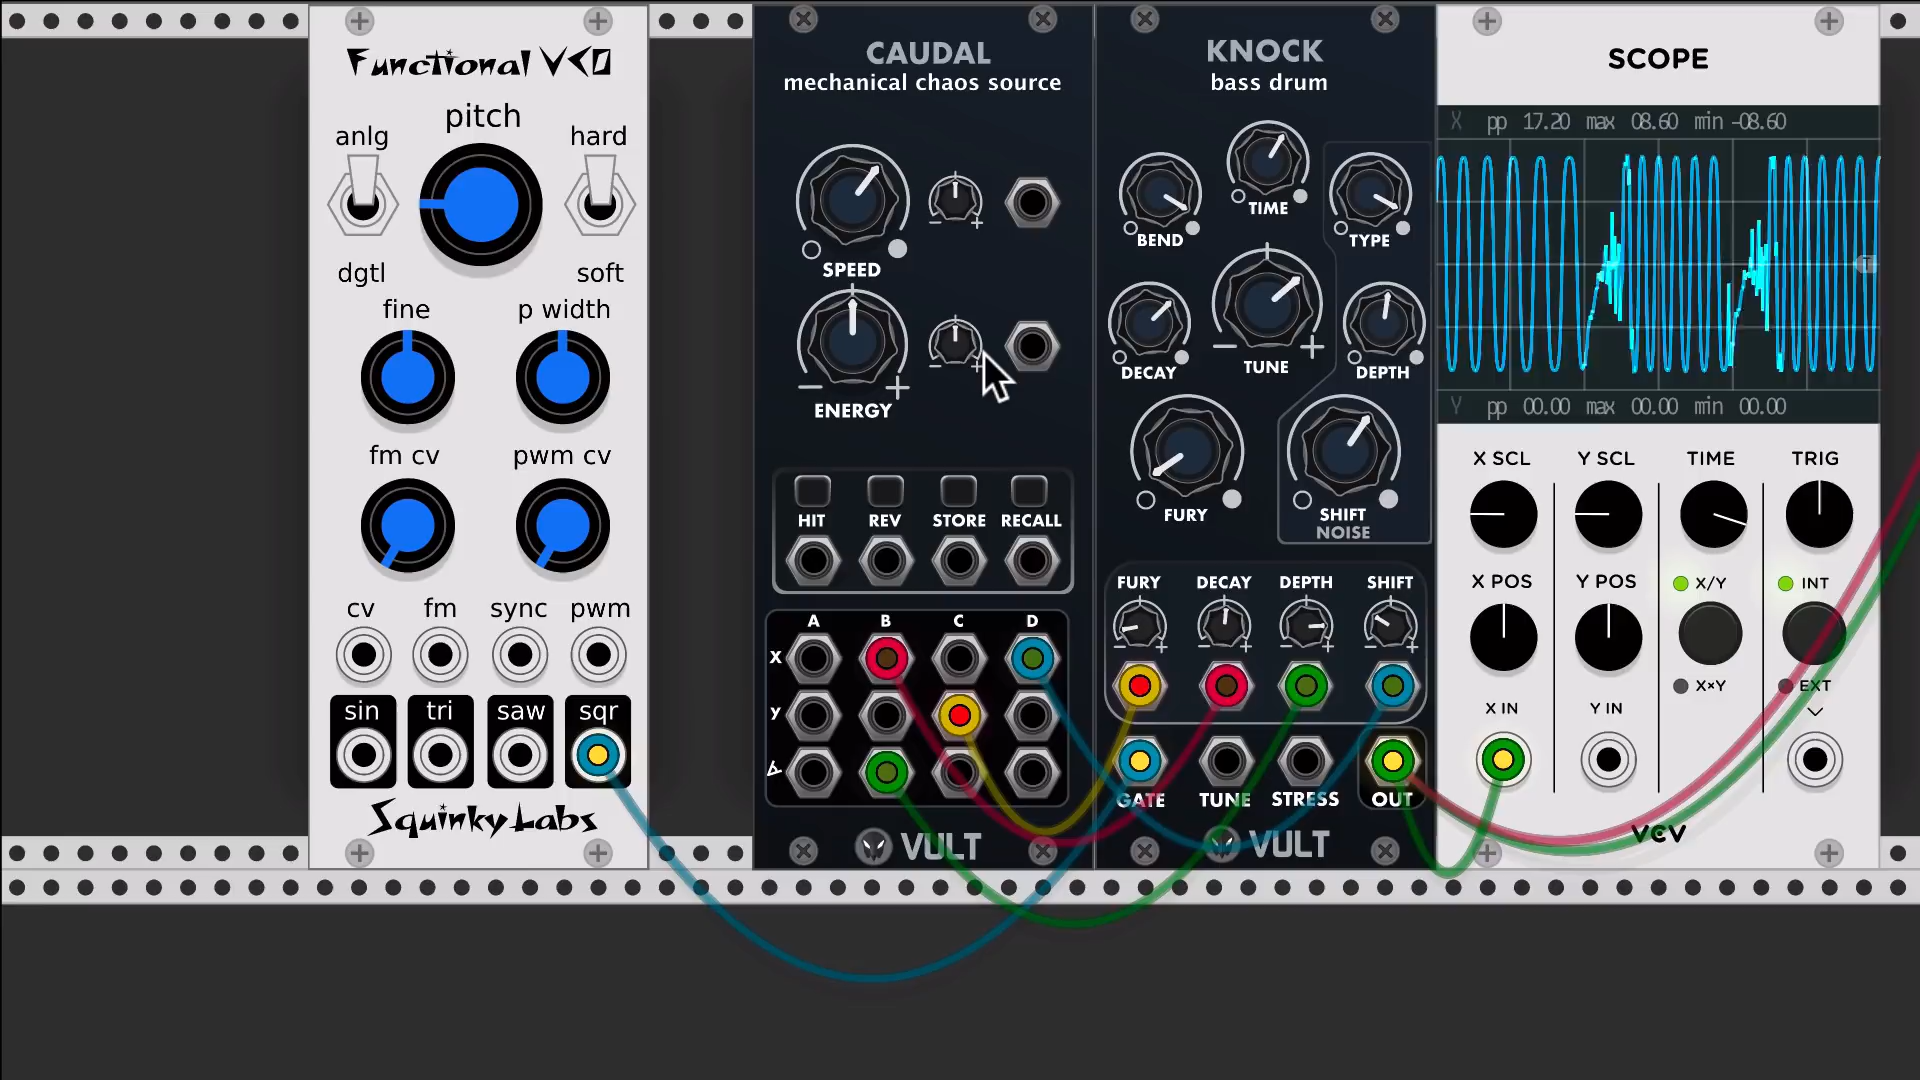 Functional VCO
pitch
anlg
hard
dgtl
soft
fine
p width
fm cv
pwm cv
cv
fm
sync
pwm
sin
tri
saw
sqr
Squinky Labs
CAUDAL
mechanical chaos source
SPEED
ENERGY
HIT
REV
STORE
RECALL
A
B
C
D
X
Y
VULT
KNOCK
bass drum
TIME
BEND
TYPE
DECAY
TUNE
DEPTH
FURY
SHIFT
NOISE
FURY
DECAY
DEPTH
SHIFT
GATE
TUNE
STRESS
OUT
VULT
SCOPE
X pp 17.20 max 08.60 min -08.60
T
Y pp 00.00 max 00.00 min 00.00
X SCL
Y SCL
TIME
TRIG
X POS
Y POS
X/Y
INT
X×Y
EXT
X IN
Y IN
VCV